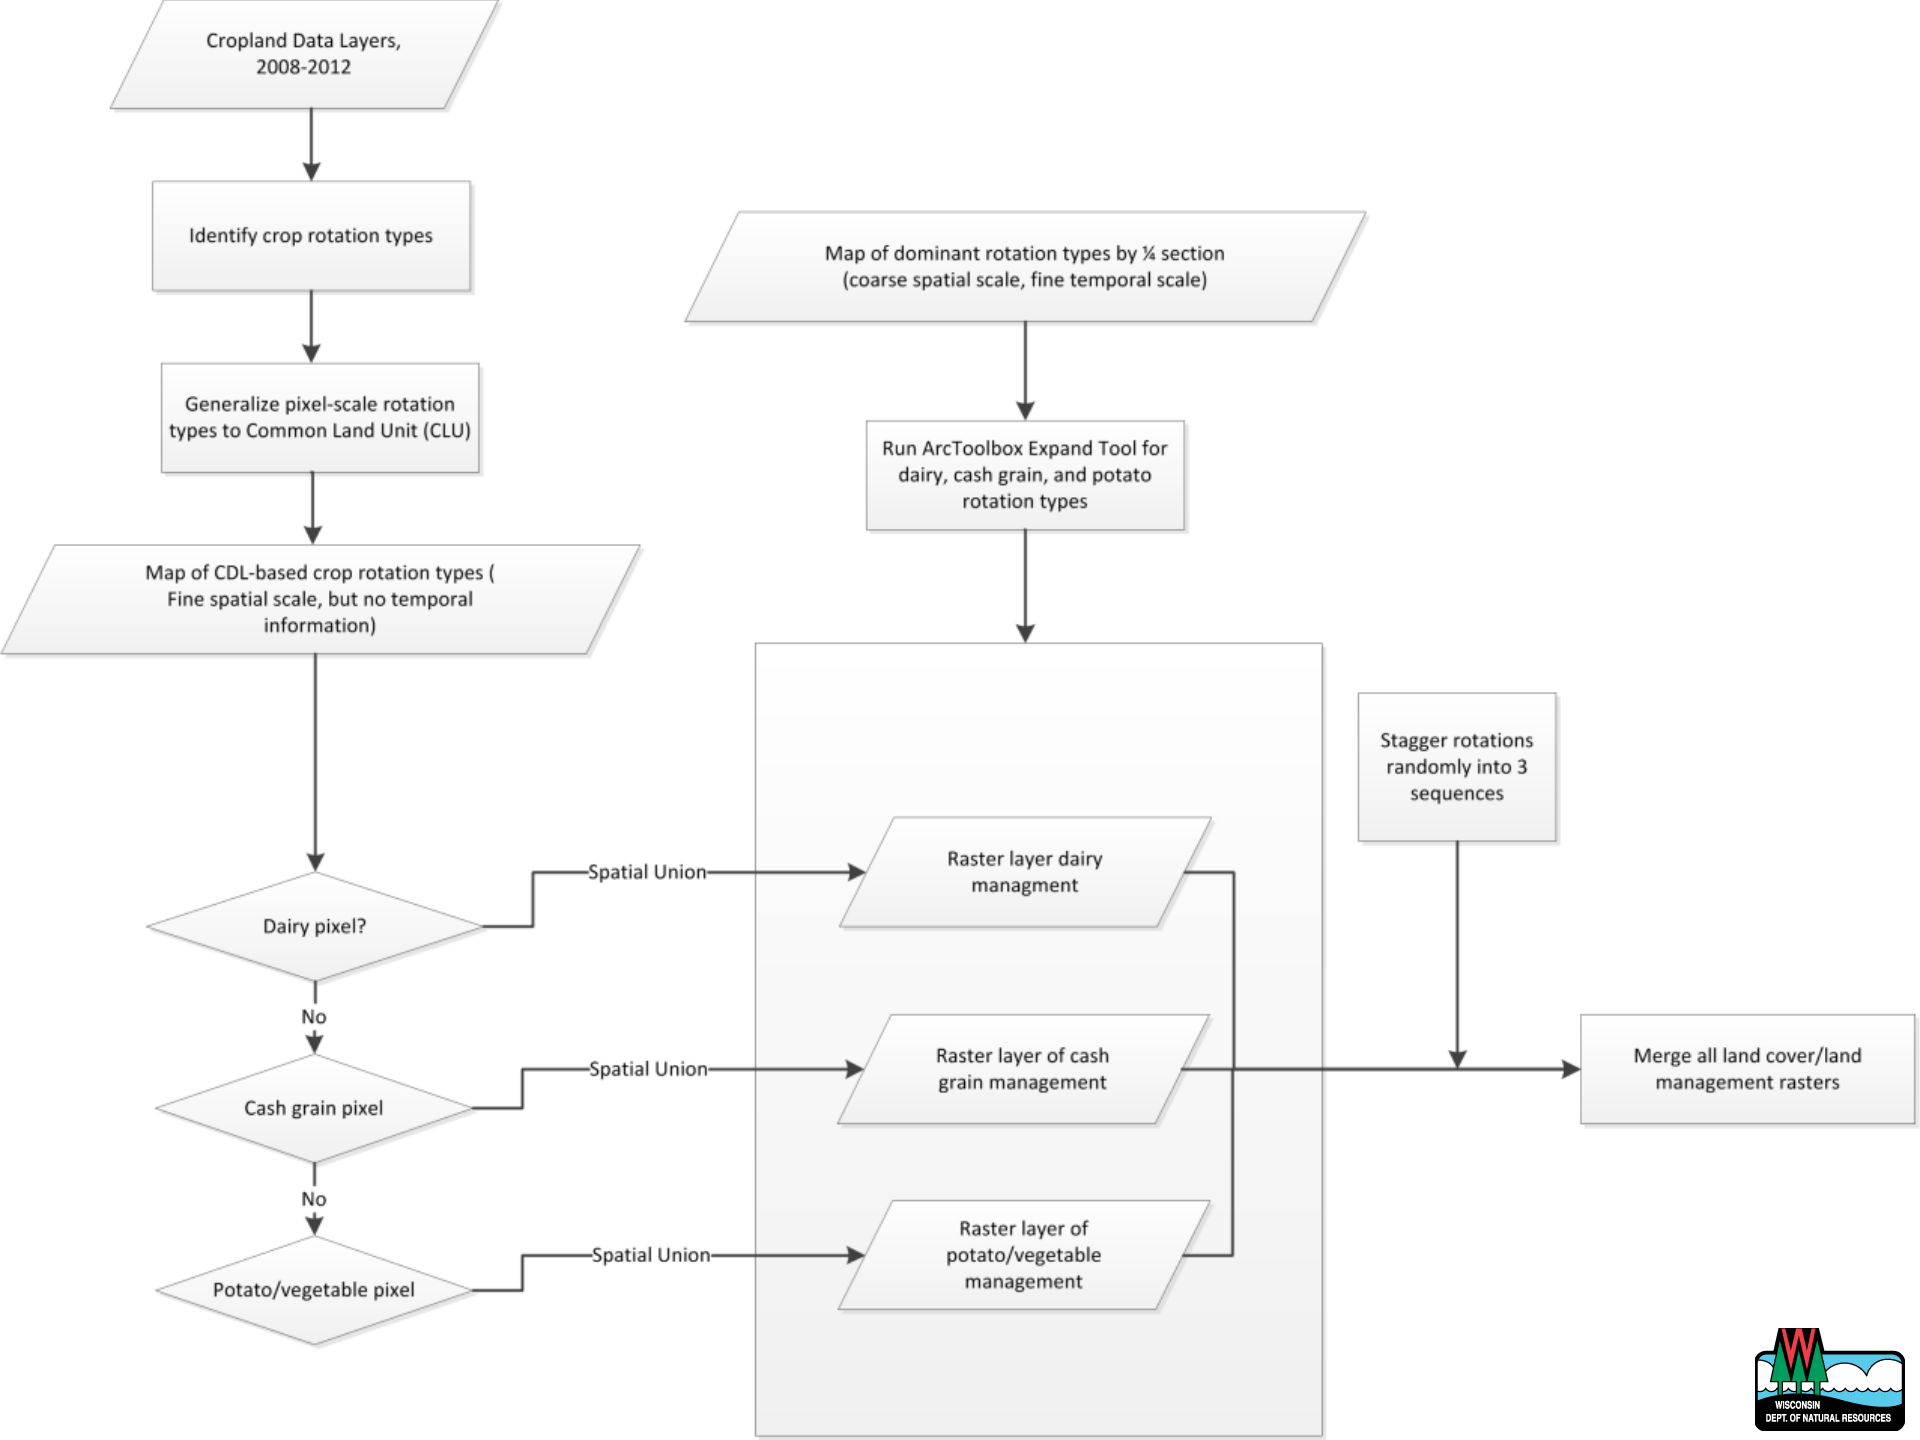 Cropland Data Layers,
2008-2012
Identify crop rotation types
Generalize pixel-scale rotation
types to Common Land Unit (CLU)
Map of CDL-based crop rotation types (
Fine spatial scale, but no temporal
information)
Map of dominant rotation types by ¼ section
(coarse spatial scale, fine temporal scale)
Run ArcToolbox Expand Tool for
dairy, cash grain, and potato
rotation types
Stagger rotations
randomly into 3
sequences
Dairy pixel?
Spatial Union
Raster layer dairy
managment
No
Cash grain pixel
Spatial Union
Raster layer of cash
grain management
Merge all land cover/land
management rasters
No
Potato/vegetable pixel
Spatial Union
Raster layer of
potato/vegetable
management
WISCONSIN
DEPT. OF NATURAL RESOURCES